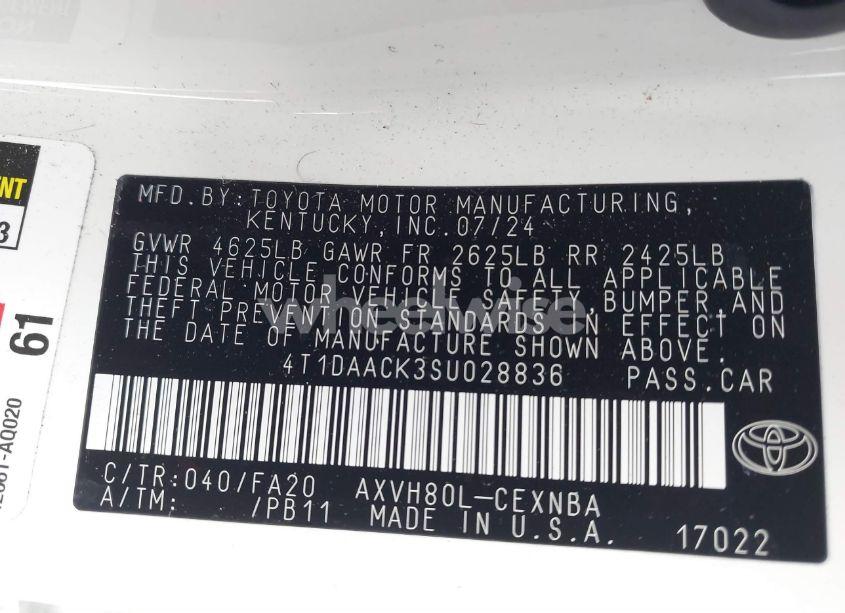 MFD. BY: TOYOTA MOTOR MANUFACTURING,
KENTUCKY, INC. 07/24
GVWR 4625LB GAWR FR 2625LB RR 2425LB
THIS VEHICLE CONFORMS TO ALL APPLICABLE
FEDERAL MOTOR VEHICLE SAFETY, BUMPER, AND
THEFT PREVENTION STANDARDS IN EFFECT ON
THE DATE OF MANUFACTURE SHOWN ABOVE.
4T1DAACK3SU028836 PASS. CAR
C/TR: 040/FA20 AXVH80L-CEXNBA
A/TM: /PB11 MADE IN U.S.A. 17022
wheelwise
61